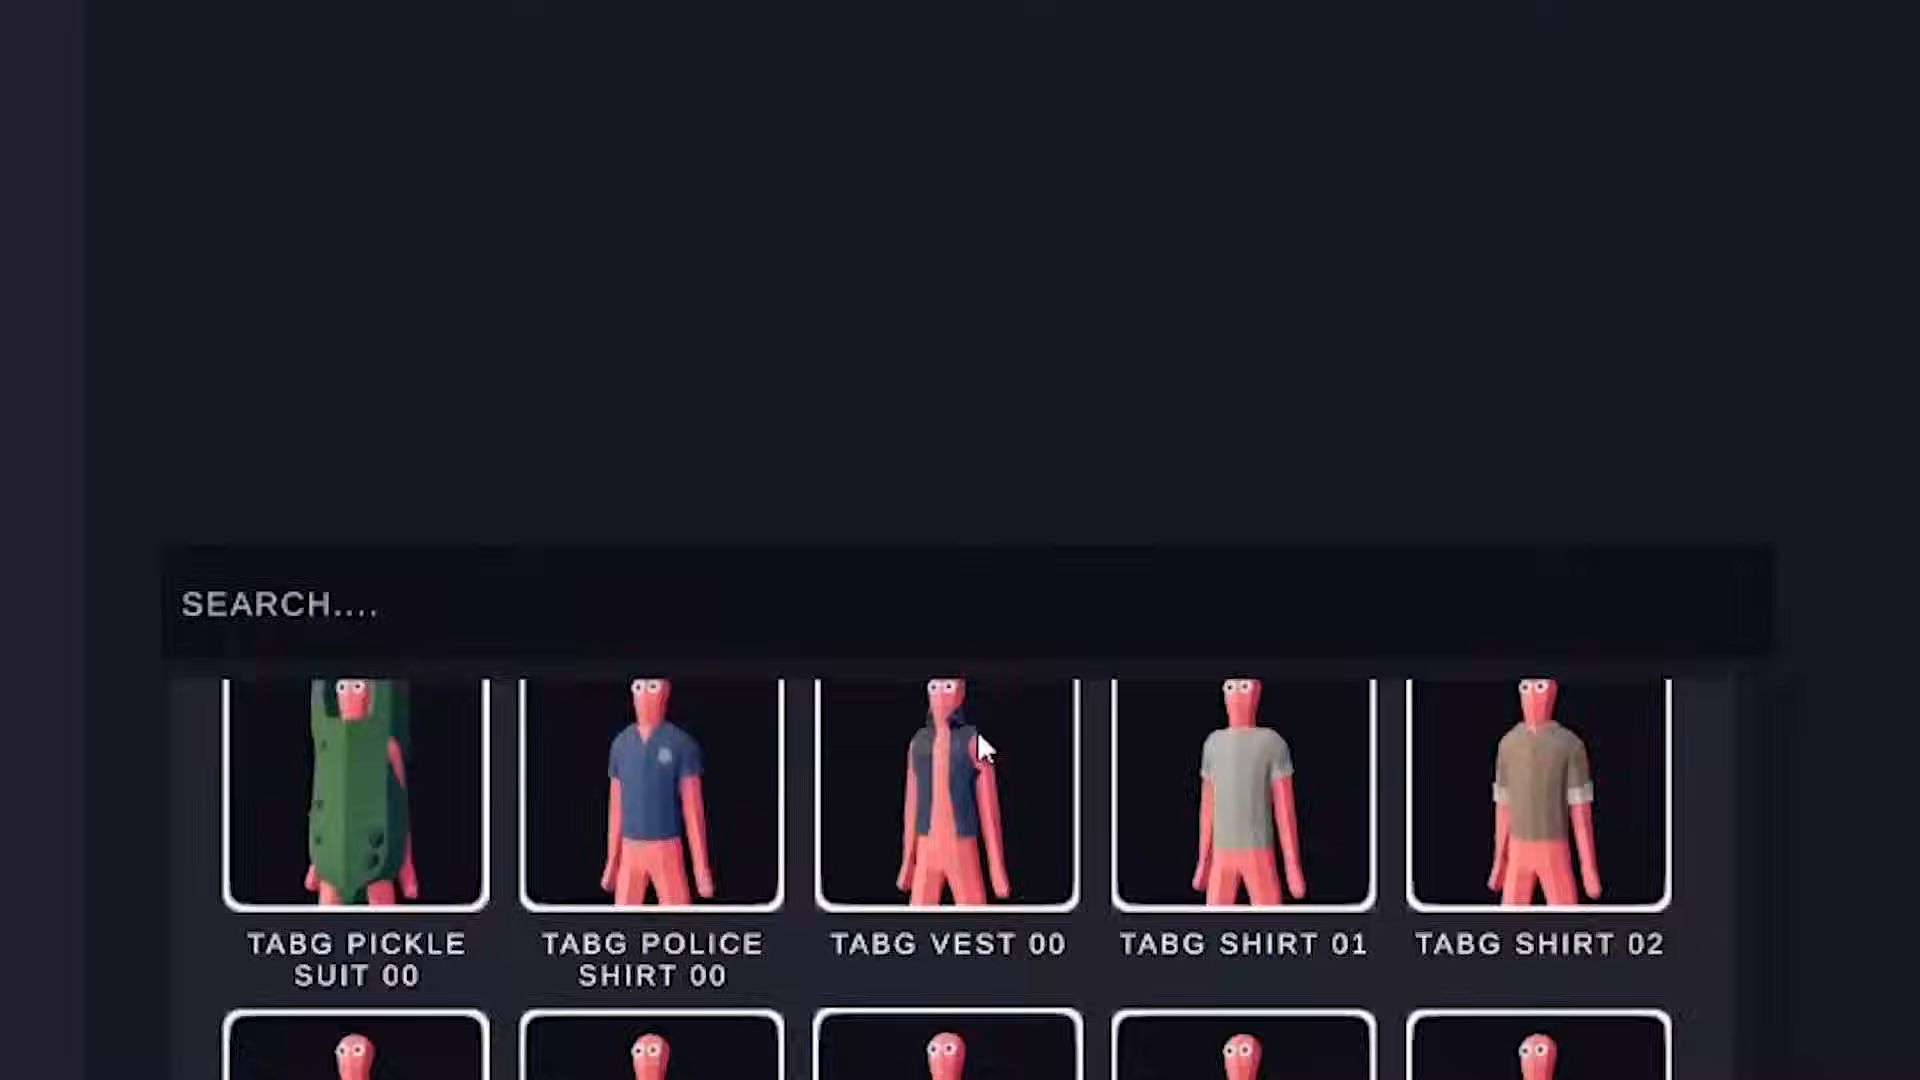 SEARCH....
TABG PICKLE
SUIT 00
TABG POLICE
SHIRT 00
TABG VEST 00
TABG SHIRT 01
TABG SHIRT 02